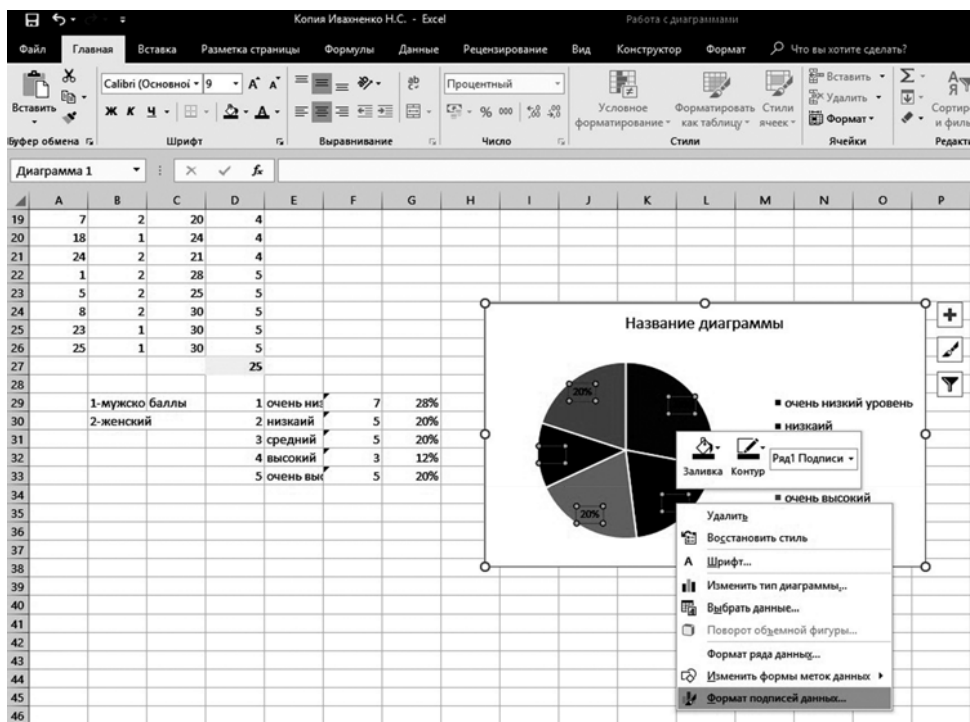 Копия Ивахненко Н.С. - Excel
Работа с диаграммами
Файл Главная Вставка Разметка страницы Формулы Данные Рецензирование Вид Конструктор Формат Что вы хотите сделать?
Calibri (Основной 9 Процентный
Вставить
Ж К Ч
% 000
Условное форматирование
Форматировать как таблицу
Стили ячеек
Вставить
Удалить
Формат
Буфер обмена Шрифт Выравнивание Число Стили Ячейки
Диаграмма 1 fx
A B C D E F G H I J K L M N O P
19 7 2 20 4
20 18 1 24 4
21 24 2 21 4
22 1 2 28 5
23 5 2 25 5
24 8 2 30 5
25 23 1 30 5
26 25 1 30 5
27 25
28
29 1-мужско баллы 1 очень низ 7 28%
30 2-женский 2 низкаий 5 20%
31 3 средний 5 20%
32 4 высокий 3 12%
33 5 очень выс 5 20%
34
35
36
37
38
39
40
41
42
43
44
45
46
Название диаграммы
20%
20%
очень низкий уровень
низкаий
очень высокий
Заливка Контур
Ряд1 Подписи
Удалить
Восстановить стиль
Шрифт...
Изменить тип диаграммы...
Выбрать данные...
Поворот объемной фигуры...
Формат ряда данных...
Изменить формы меток данных
Формат подписей данных...